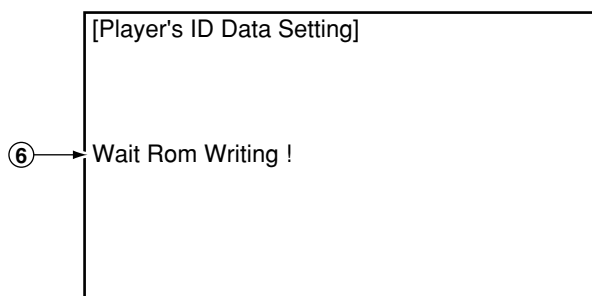 [Player's ID Data Setting]
⑥ Wait Rom Writing !